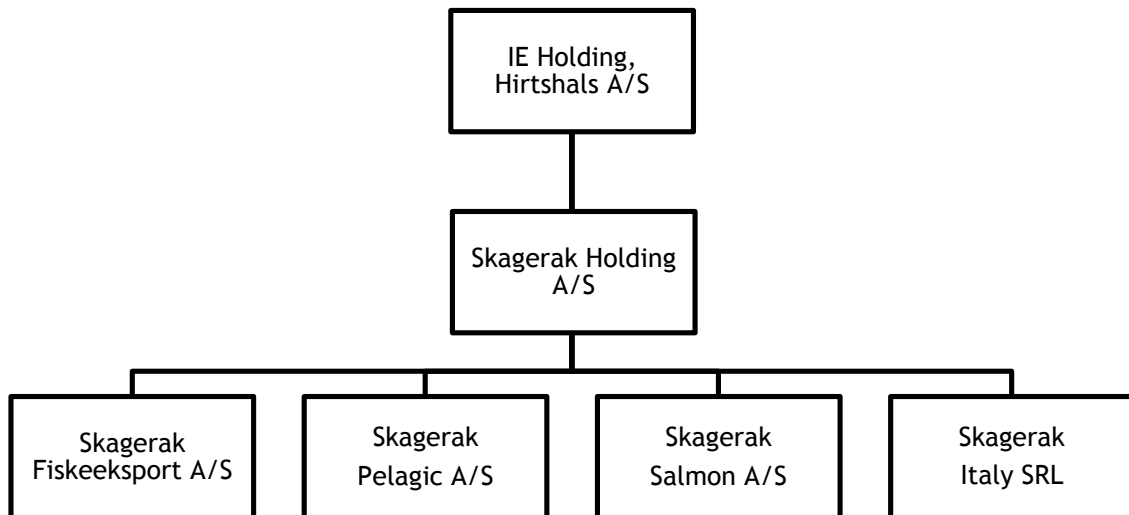 IE Holding,
Hirtshals A/S
Skagerak Holding
A/S
Skagerak
Fiskeeksport A/S
Skagerak
Pelagic A/S
Skagerak
Salmon A/S
Skagerak
Italy SRL